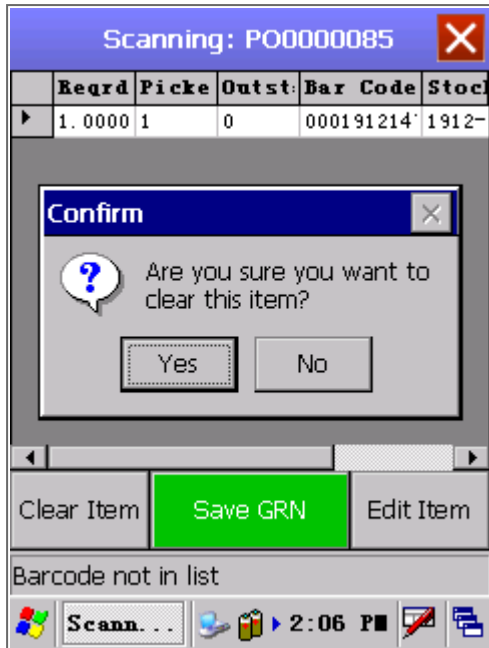 Scanning: PO0000085
Reqrd Picke Outst Bar Code Stock
1.0000 1 0 000191214 1912-
Confirm
Are you sure you want to
clear this item?
Yes No
Clear Item Save GRN Edit Item
Barcode not in list
Scann... 2:06 PM